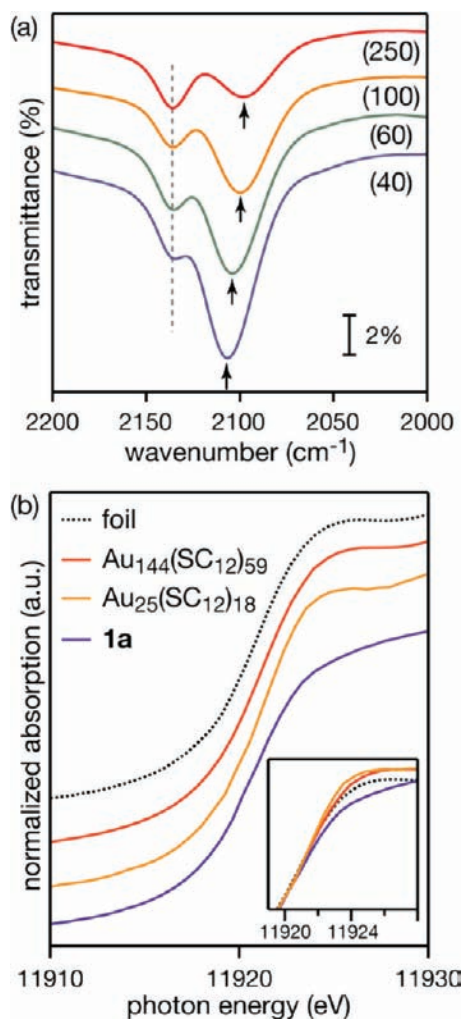 (a)
(250)
(100)
(60)
(40)
2%
transmittance (%)
2200 2150 2100 2050 2000
wavenumber (cm⁻¹)
(b)
foil
Au₁₄₄(SC₁₂)₅₉
Au₂₅(SC₁₂)₁₈
1a
normalized absorption (a.u.)
11920 11924
11910 11920 11930
photon energy (eV)